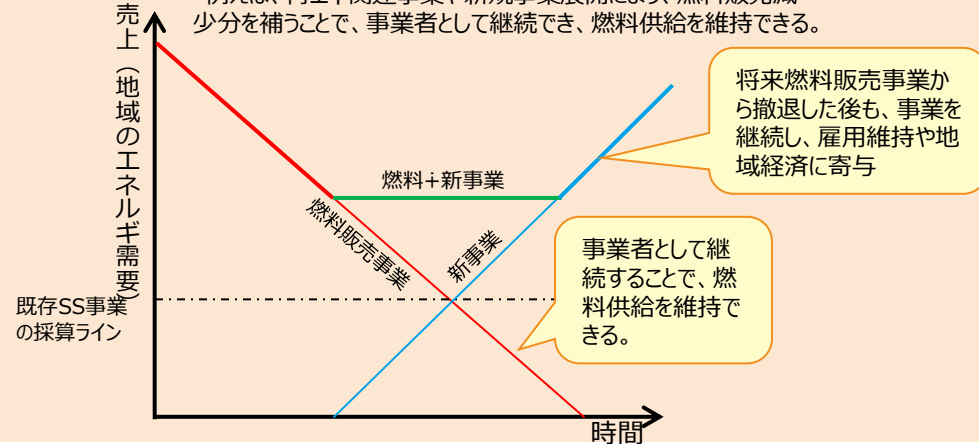 少分を補うことで、事業者として継続でき、燃料供給を維持できる。
売上(地域のエネルギ需要)
将来燃料販売事業か
ら撤退した後も、事業を
継続し、雇用維持や地
域経済に寄与
燃料+新事業
燃料販売事業
新事業
事業者として継
続することで、燃
料供給を維持で
きる。
既存SS事業
の採算ライン
時間